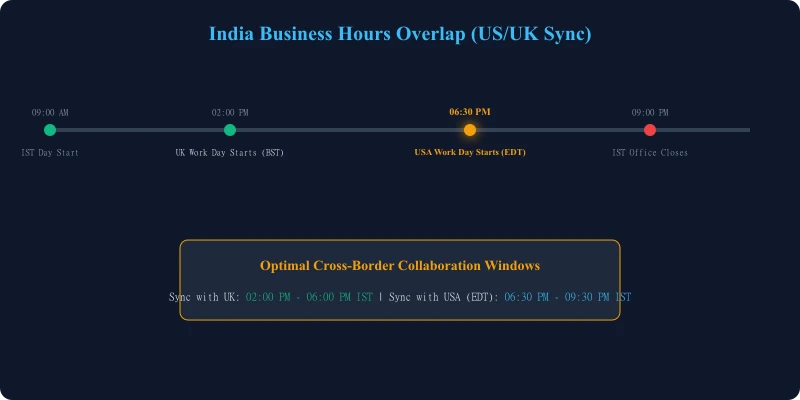 India Business Hours Overlap (US/UK Sync)
09:00 AM
02:00 PM
06:30 PM
09:00 PM
IST Day Start
UK Work Day Starts (BST)
USA Work Day Starts (EDT)
IST Office Closes
Optimal Cross-Border Collaboration Windows
Sync with UK: 02:00 PM - 06:00 PM IST | Sync with USA (EDT): 06:30 PM - 09:30 PM IST